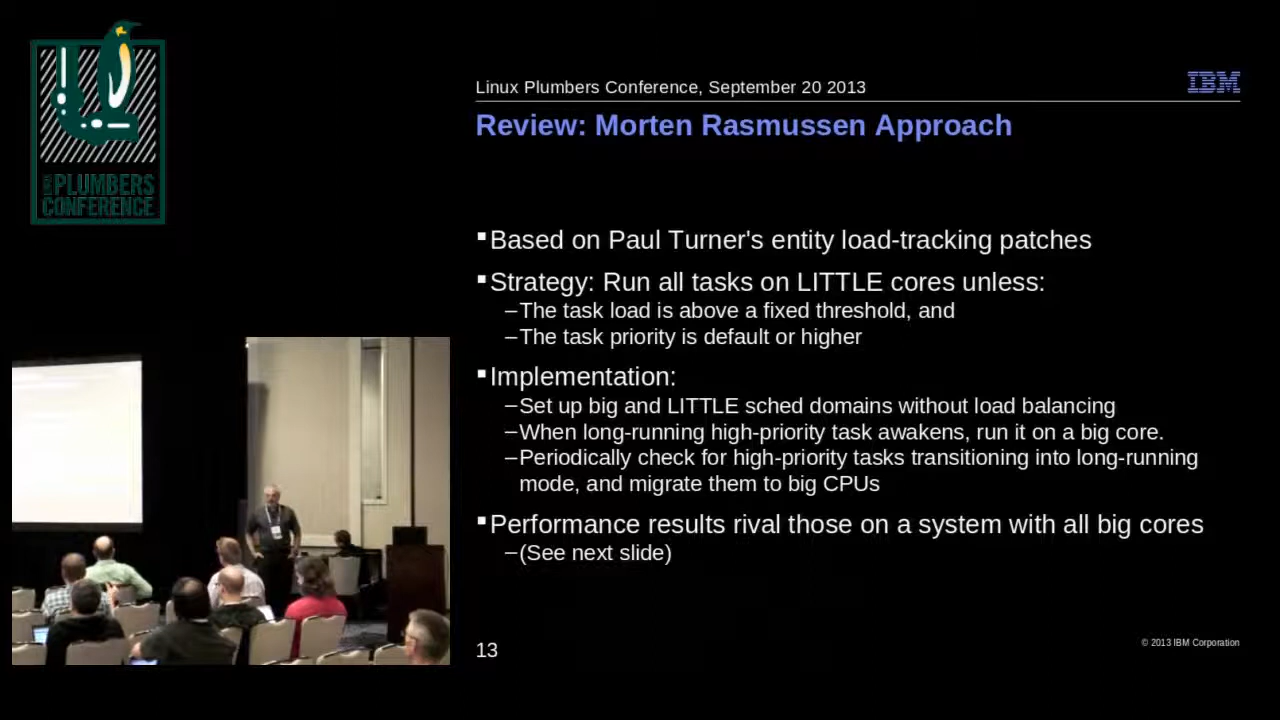 PLUMBERS
CONFERENCE
Linux Plumbers Conference, September 20 2013
IBM
Review: Morten Rasmussen Approach
▪Based on Paul Turner's entity load-tracking patches
▪Strategy: Run all tasks on LITTLE cores unless:
–The task load is above a fixed threshold, and
–The task priority is default or higher
▪Implementation:
–Set up big and LITTLE sched domains without load balancing
–When long-running high-priority task awakens, run it on a big core.
–Periodically check for high-priority tasks transitioning into long-running
mode, and migrate them to big CPUs
▪Performance results rival those on a system with all big cores
–(See next slide)
13
© 2013 IBM Corporation